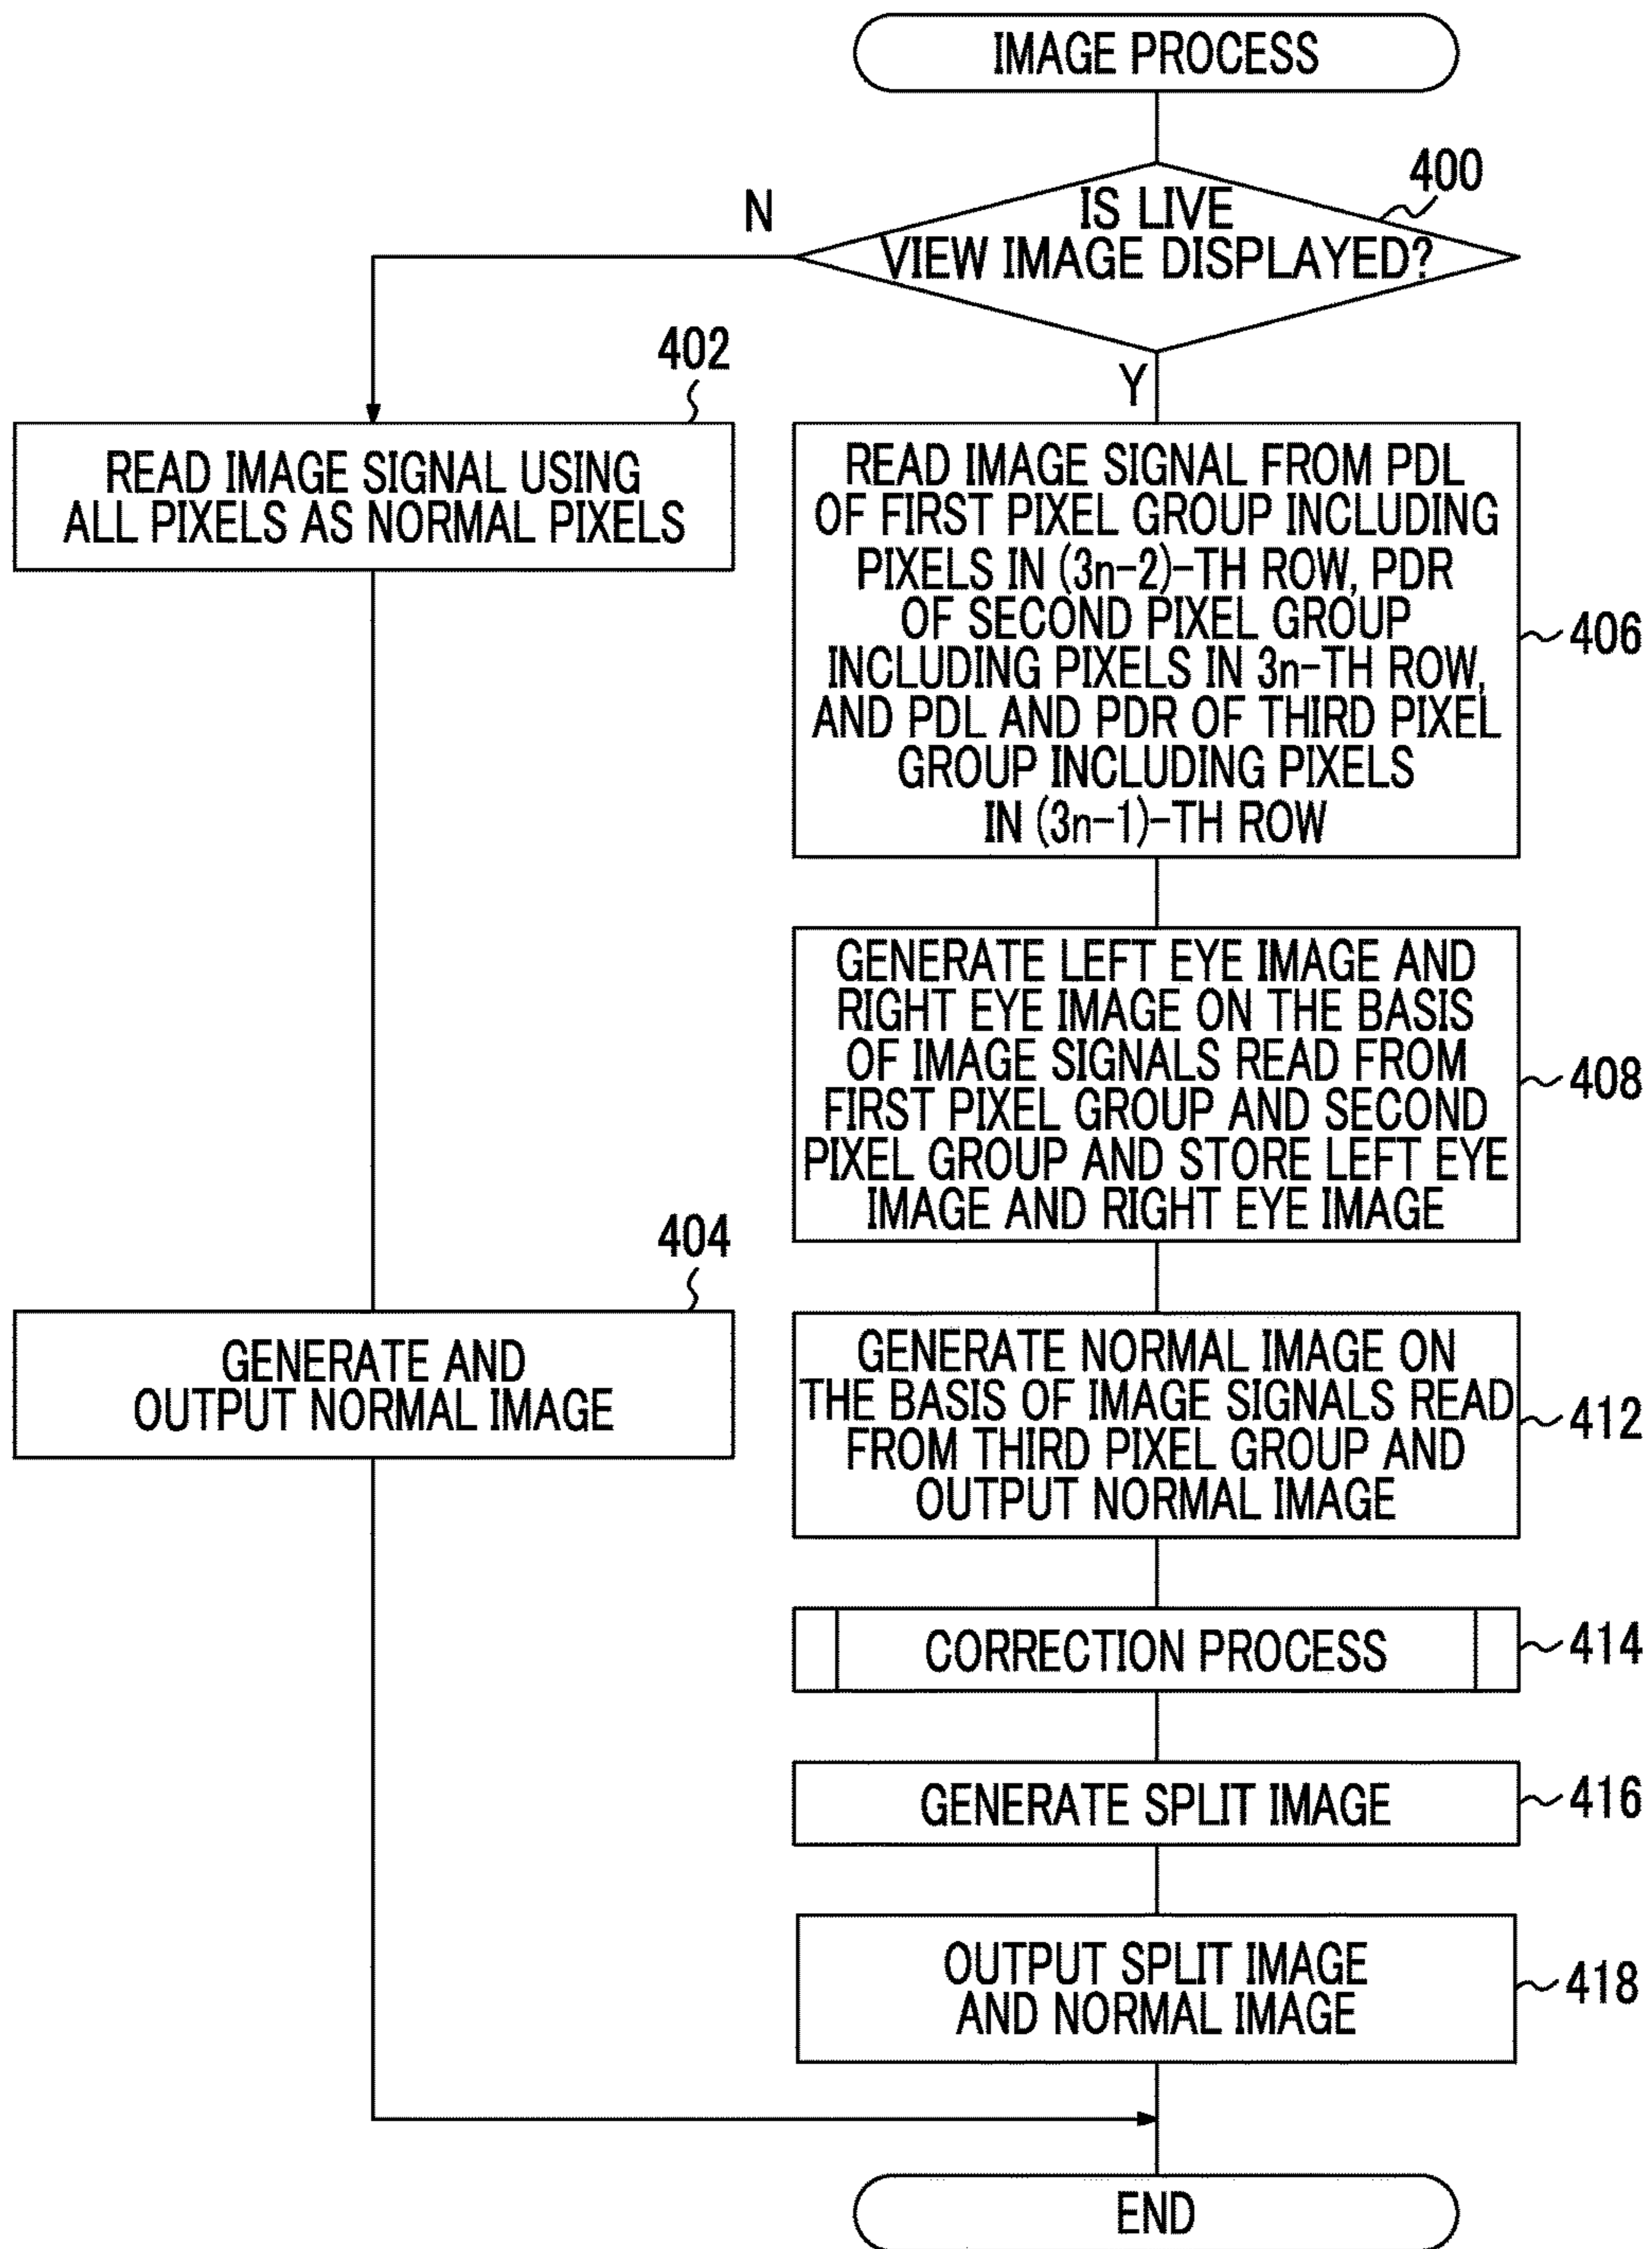 IMAGE PROCESS
400
IS LIVE
VIEW IMAGE DISPLAYED?
N
Y
402
READ IMAGE SIGNAL USING
ALL PIXELS AS NORMAL PIXELS
READ IMAGE SIGNAL FROM PDL
OF FIRST PIXEL GROUP INCLUDING
PIXELS IN (3n-2)-TH ROW, PDR
OF SECOND PIXEL GROUP
INCLUDING PIXELS IN 3n-TH ROW,
AND PDL AND PDR OF THIRD PIXEL
GROUP INCLUDING PIXELS
IN (3n-1)-TH ROW
406
GENERATE LEFT EYE IMAGE AND
RIGHT EYE IMAGE ON THE BASIS
OF IMAGE SIGNALS READ FROM
FIRST PIXEL GROUP AND SECOND
PIXEL GROUP AND STORE LEFT EYE
IMAGE AND RIGHT EYE IMAGE
408
404
GENERATE AND
OUTPUT NORMAL IMAGE
GENERATE NORMAL IMAGE ON
THE BASIS OF IMAGE SIGNALS READ
FROM THIRD PIXEL GROUP AND
OUTPUT NORMAL IMAGE
412
CORRECTION PROCESS
414
GENERATE SPLIT IMAGE
416
OUTPUT SPLIT IMAGE
AND NORMAL IMAGE
418
END